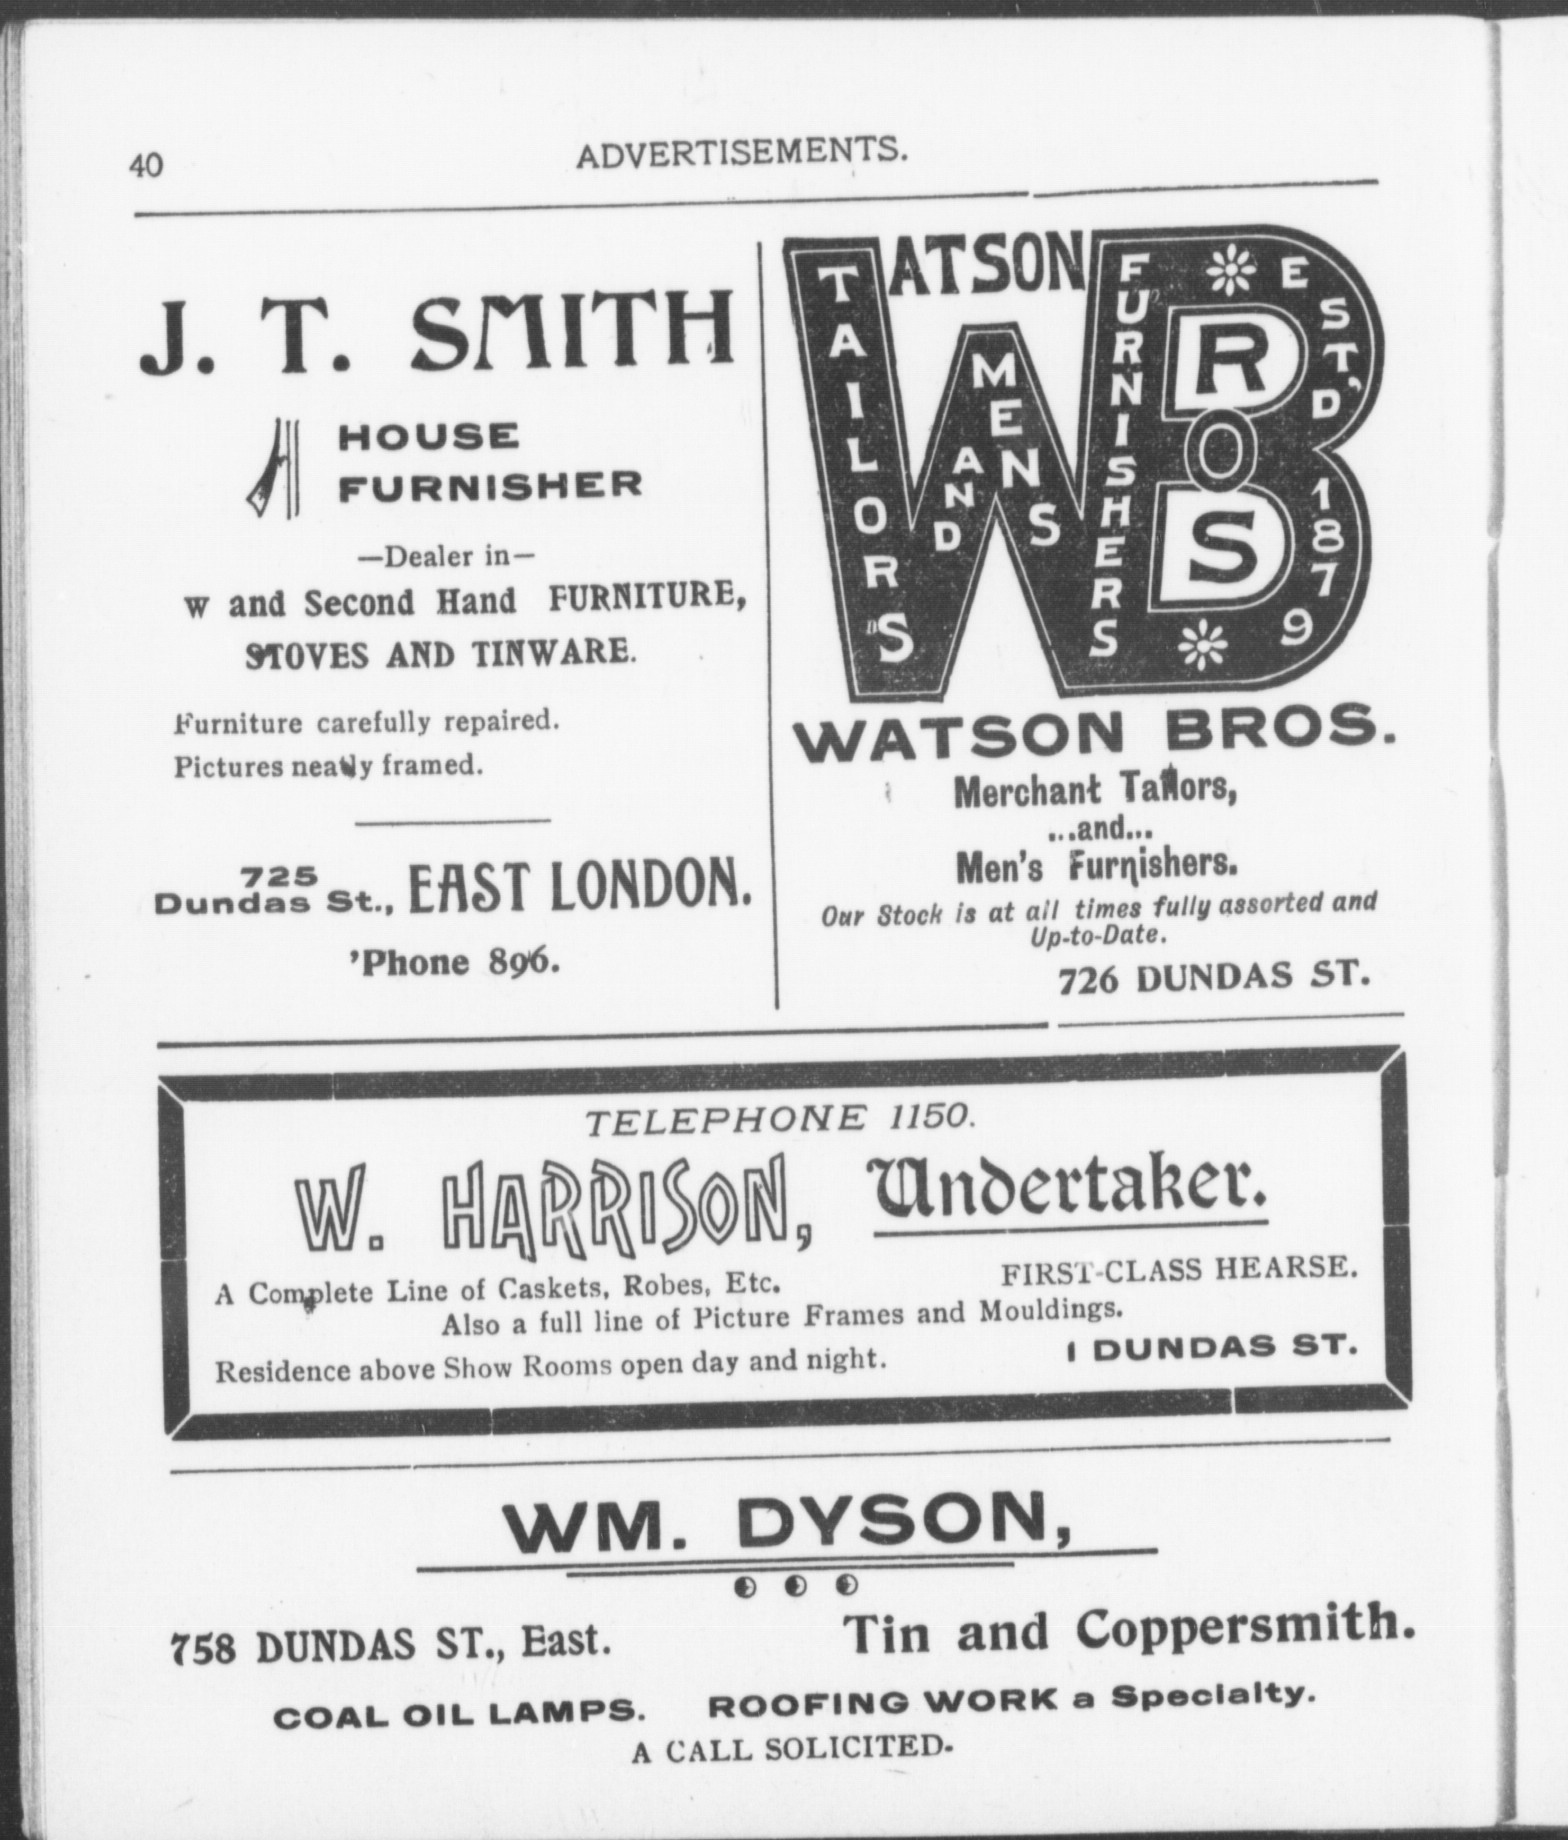 40
ADVERTISEMENTS.
J. T. SMITH
HOUSE
FURNISHER
—Dealer in—
w and Second Hand FURNITURE,
STOVES AND TINWARE.
Furniture carefully repaired.
Pictures neatly framed.
725
Dundas St., EAST LONDON.
'Phone 896.
WATSON
BROS
TAILORS
AND
MENS
FURNISHERS
EST'D 1879
WATSON BROS.
Merchant Tailors,
...and...
Men's Furnishers.
Our Stock is at all times fully assorted and
Up-to-Date.
726 DUNDAS ST.
TELEPHONE 1150.
W. HARRISON, Undertaker.
A Complete Line of Caskets, Robes, Etc. FIRST-CLASS HEARSE.
Also a full line of Picture Frames and Mouldings.
Residence above Show Rooms open day and night. 1 DUNDAS ST.
WM. DYSON,
758 DUNDAS ST., East. Tin and Coppersmith.
COAL OIL LAMPS. ROOFING WORK a Specialty.
A CALL SOLICITED.